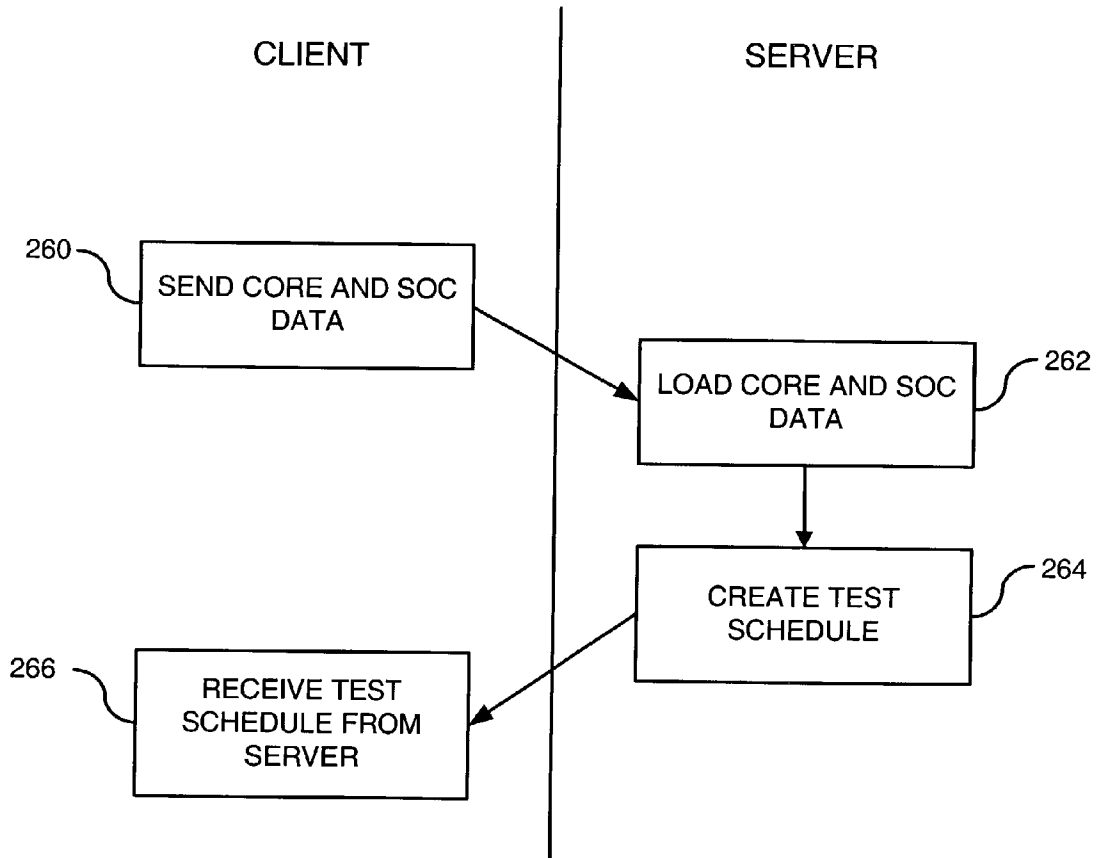 CLIENT
SERVER
260
SEND CORE AND SOC
DATA
262
LOAD CORE AND SOC
DATA
264
CREATE TEST
SCHEDULE
266
RECEIVE TEST
SCHEDULE FROM
SERVER